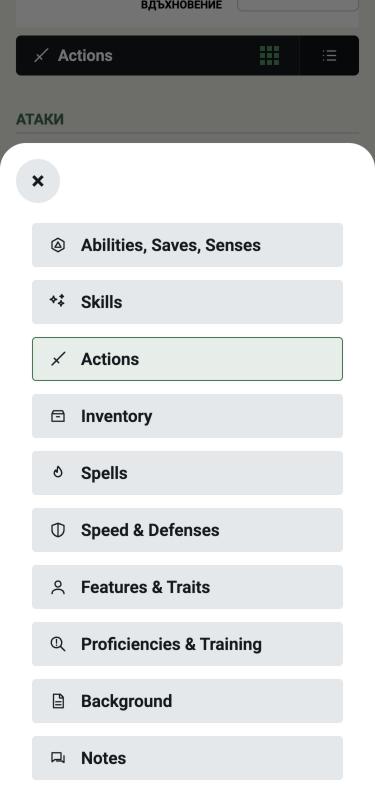 ВДЪХНОВЕНИЕ
Actions
АТАКИ
Abilities, Saves, Senses
Skills
Actions
Inventory
Spells
Speed & Defenses
Features & Traits
Proficiencies & Training
Background
Notes